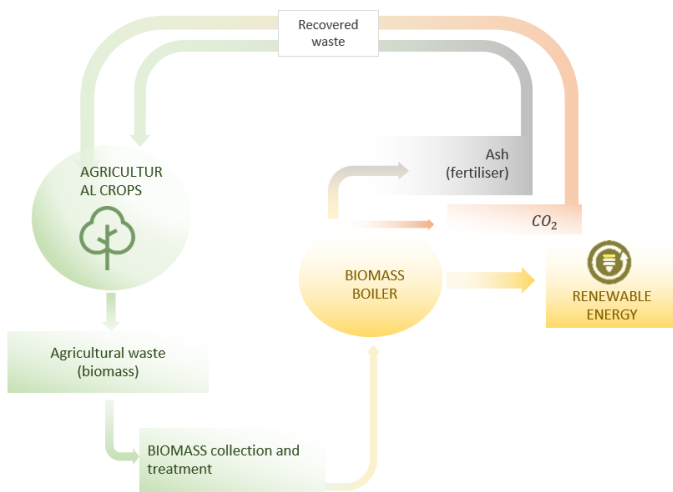 Recovered
waste
AGRICULTUR
AL CROPS
Ash
(fertiliser)
CO₂
BIOMASS
BOILER
RENEWABLE
ENERGY
Agricultural waste
(biomass)
BIOMASS collection and
treatment